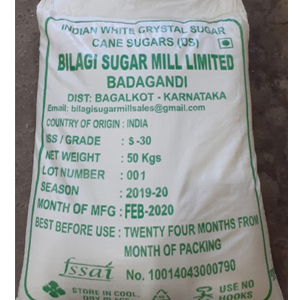 INDIAN WHITE CRYSTAL SUGAR
CANE SUGARS (US)
BILAGI SUGAR MILL LIMITED
BADAGANDI
DIST: BAGALKOT - KARNATAKA
Email: bilagisugarmillsales@gmail.com
COUNTRY OF ORIGIN : INDIA
ISS / GRADE : S-30
NET WEIGHT : 50 Kgs
LOT NUMBER : 001
SEASON : 2019-20
MONTH OF MFG : FEB-2020
BEST BEFORE USE : TWENTY FOUR MONTHS FROM
MONTH OF PACKING
fssai No. 10014043000790
STORE IN COOL,
DRY PLACE
USE NO
HOOKS